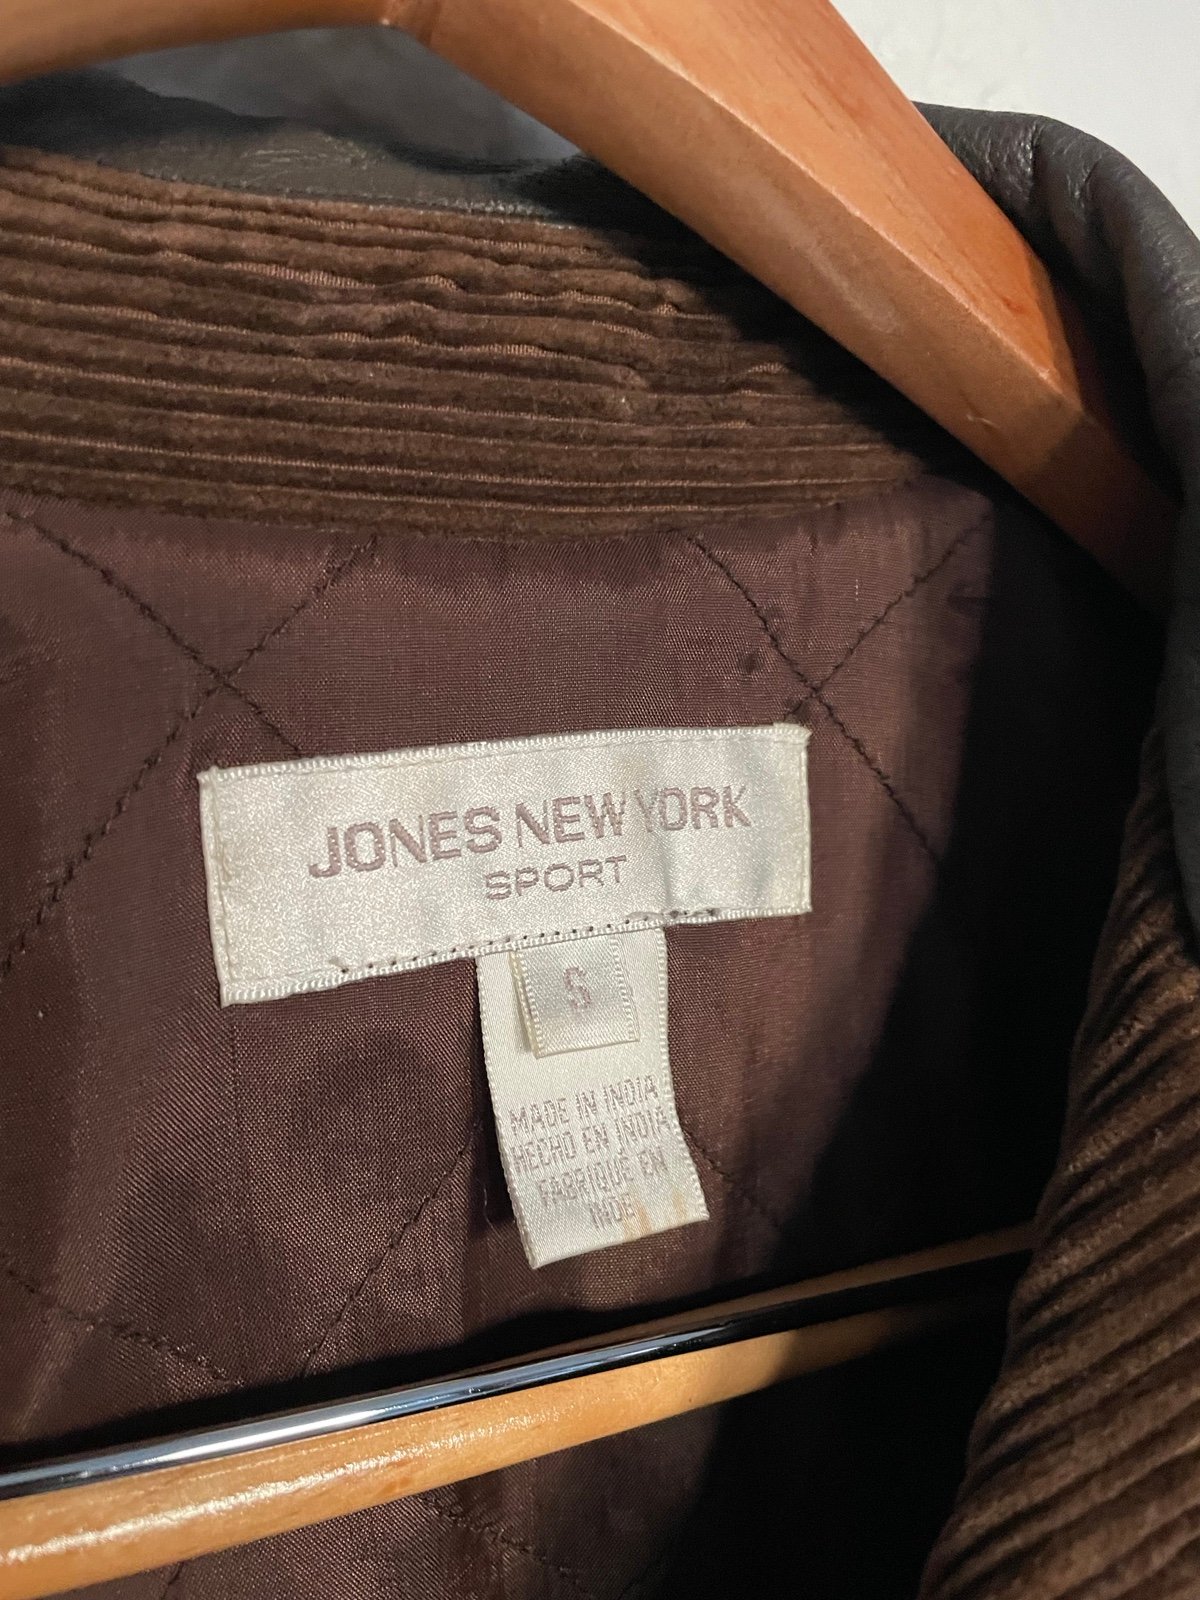 JONES NEW YORK
SPORT
S
MADE IN INDIA
HECHO EN INDIA
FABRIQUÉ EN
INDE